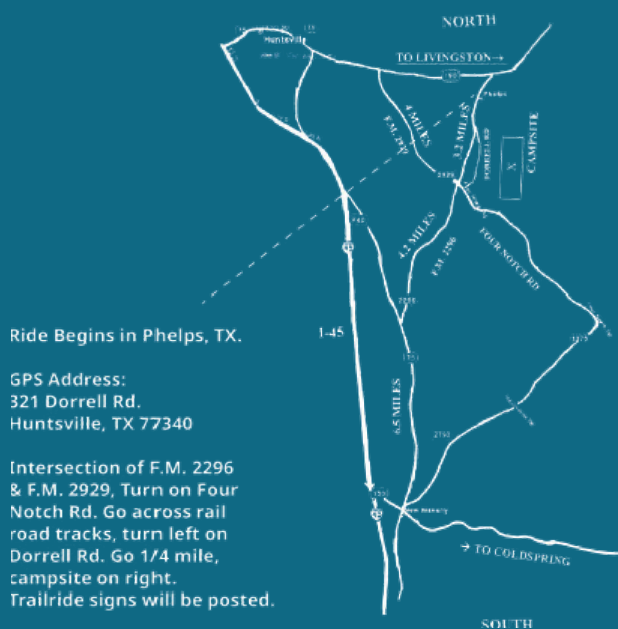 NORTH
Huntsville
TO LIVINGSTON→
190
Phelps
4 MILES
F.M. 2929
3.2 MILES
DORRELL RD
X
CAMPSITE
2929
4.2 MILES
F.M. 2296
FOUR NOTCH RD
2296
1-45
6.5 MILES
Ride Begins in Phelps, TX.
GPS Address:
321 Dorrell Rd.
Huntsville, TX 77340
Intersection of F.M. 2296
& F.M. 2929, Turn on Four
Notch Rd. Go across rail
road tracks, turn left on
Dorrell Rd. Go 1/4 mile,
campsite on right.
Trailride signs will be posted.
→ TO COLDSPRING
SOUTH